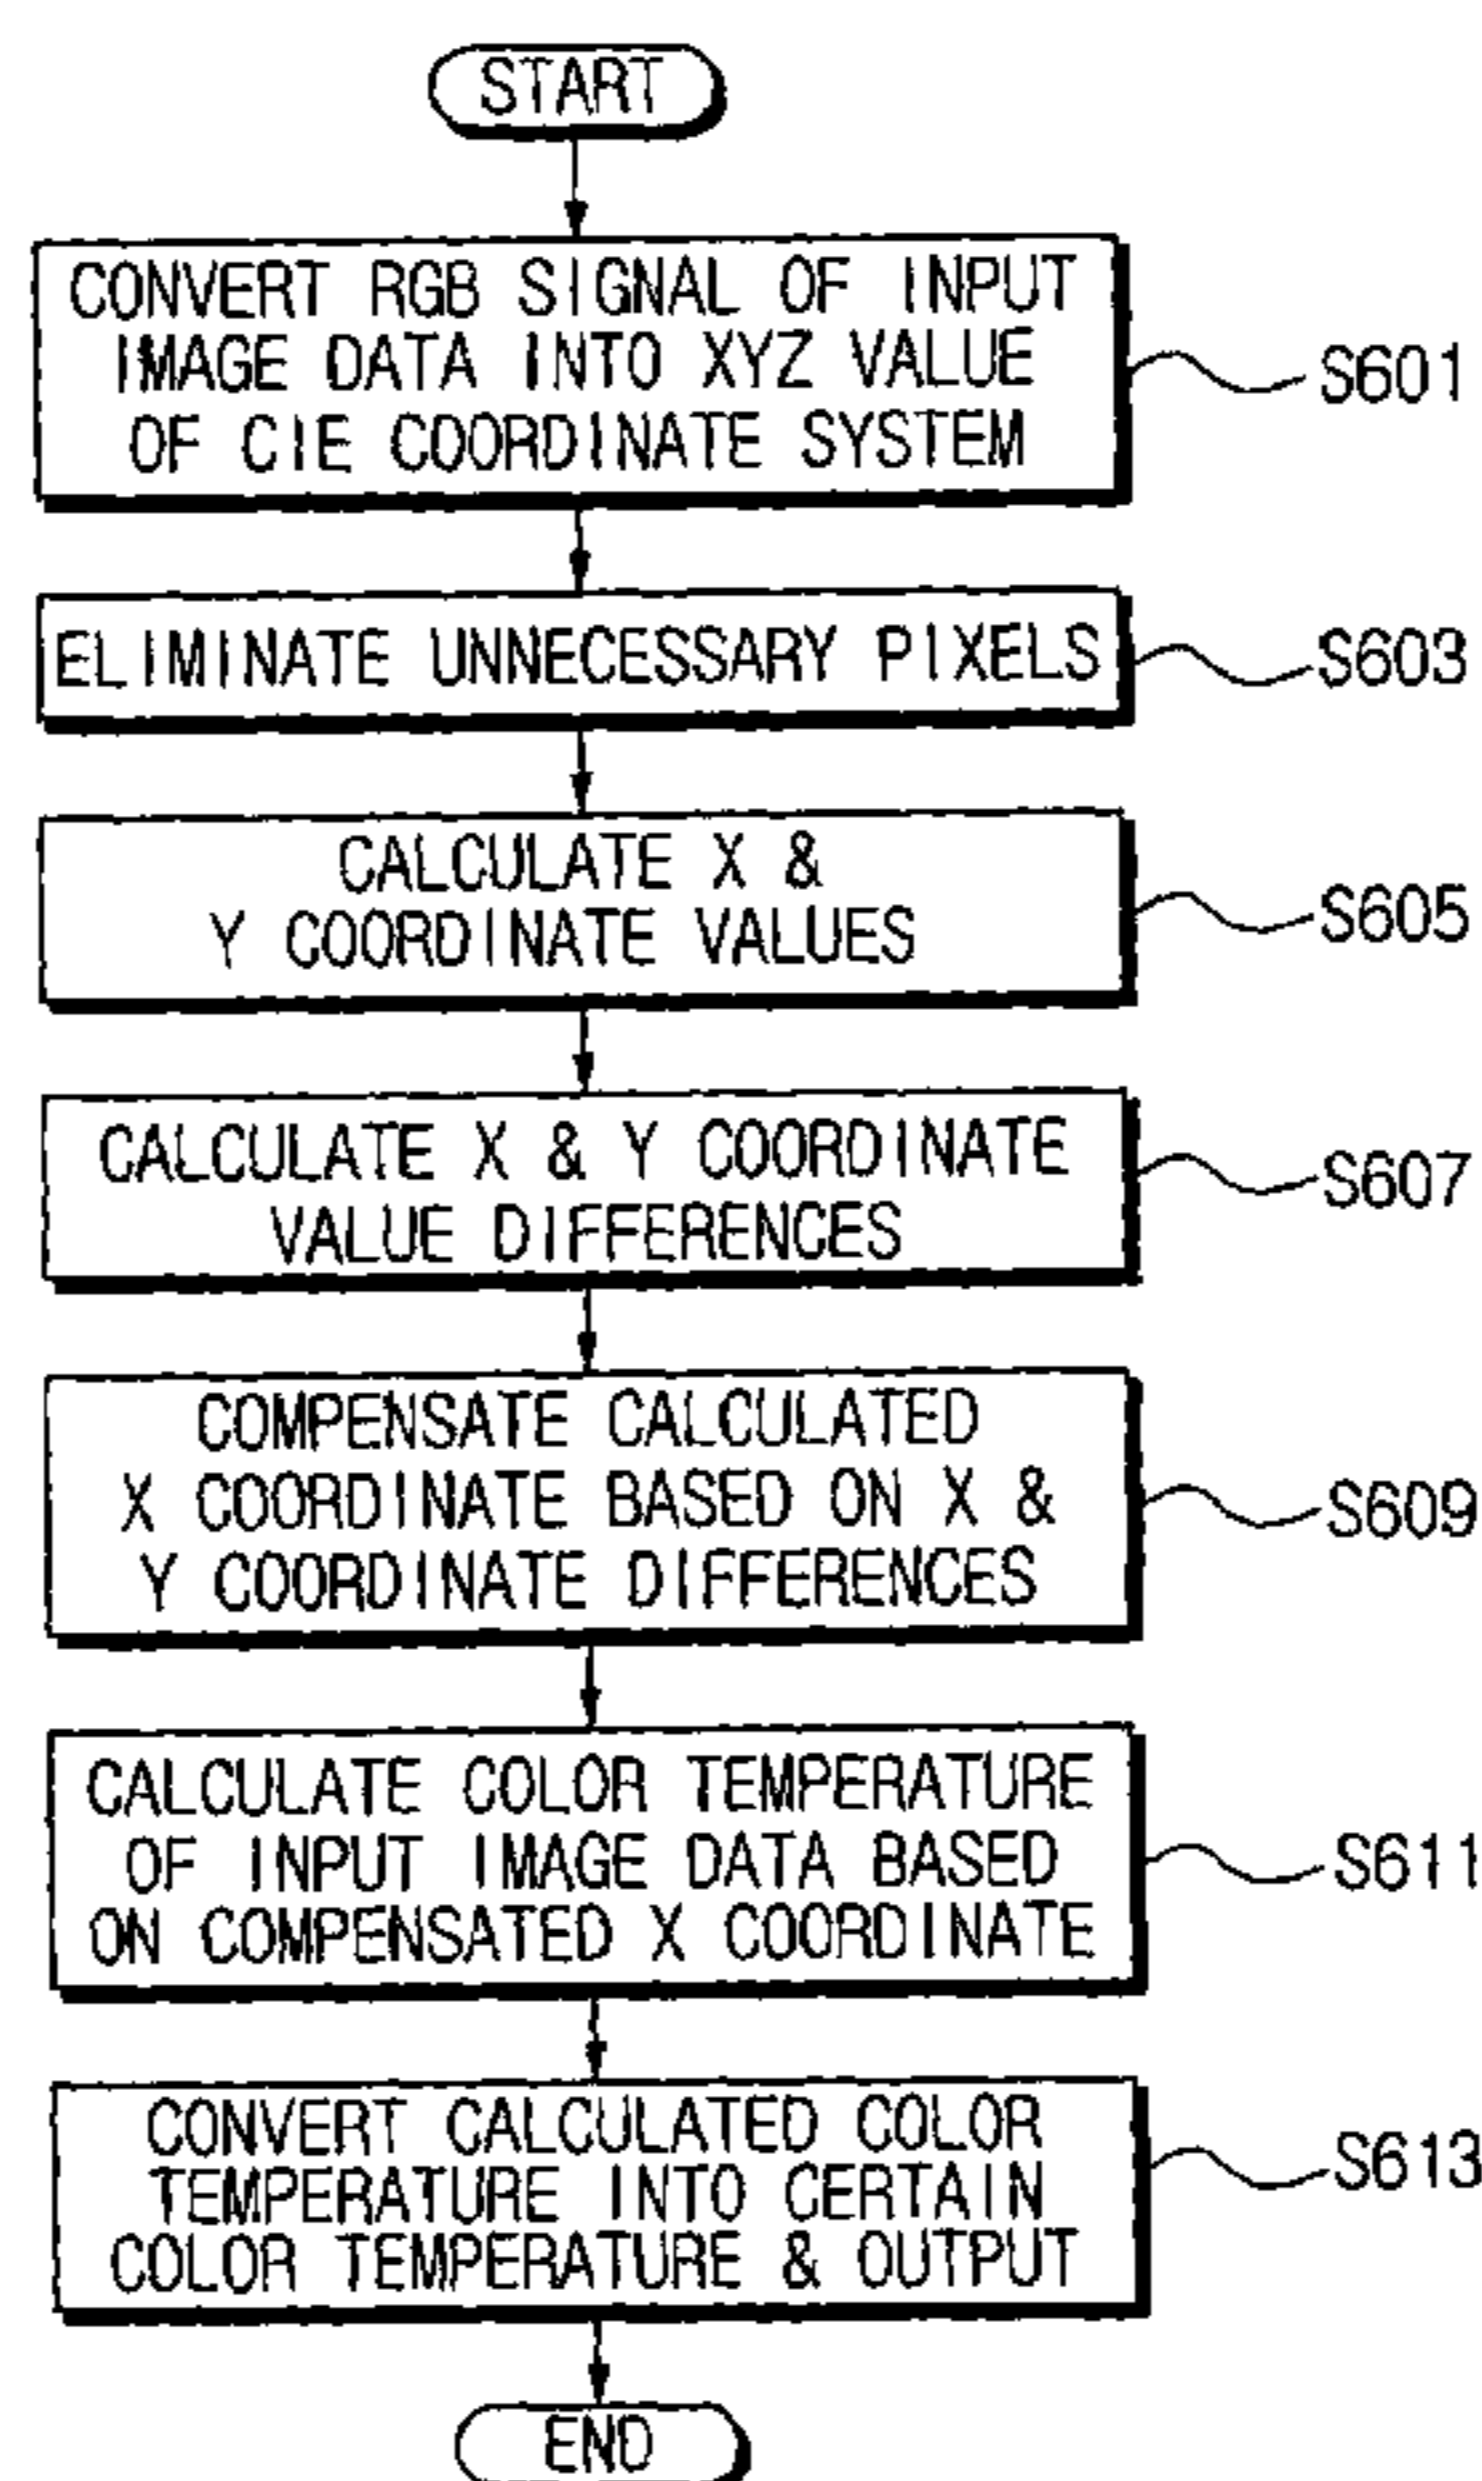 START
CONVERT RGB SIGNAL OF INPUT
IMAGE DATA INTO XYZ VALUE
OF CIE COORDINATE SYSTEM
S601
ELIMINATE UNNECESSARY PIXELS
S603
CALCULATE X &
Y COORDINATE VALUES
S605
CALCULATE X & Y COORDINATE
VALUE DIFFERENCES
S607
COMPENSATE CALCULATED
X COORDINATE BASED ON X &
Y COORDINATE DIFFERENCES
S609
CALCULATE COLOR TEMPERATURE
OF INPUT IMAGE DATA BASED
ON COMPENSATED X COORDINATE
S611
CONVERT CALCULATED COLOR
TEMPERATURE INTO CERTAIN
COLOR TEMPERATURE & OUTPUT
S613
END